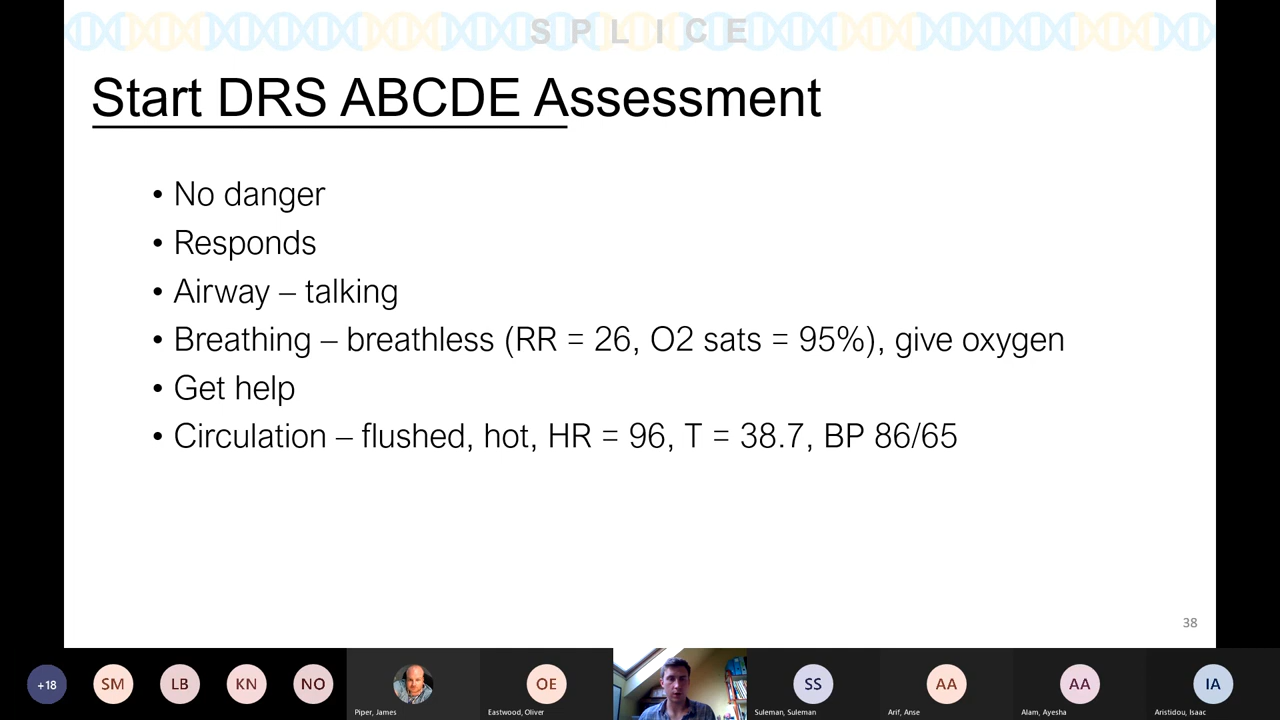 SPLICE
Start DRS ABCDE Assessment
• No danger
• Responds
• Airway – talking
• Breathing – breathless (RR = 26, O2 sats = 95%), give oxygen
• Get help
• Circulation – flushed, hot, HR = 96, T = 38.7, BP 86/65
38
+18 SM LB KN NO OE SS AA AA IA
Piper, James Eastwood, Oliver Suleman, Suleman Arif, Anse Alam, Ayesha Aristidou, Isaac